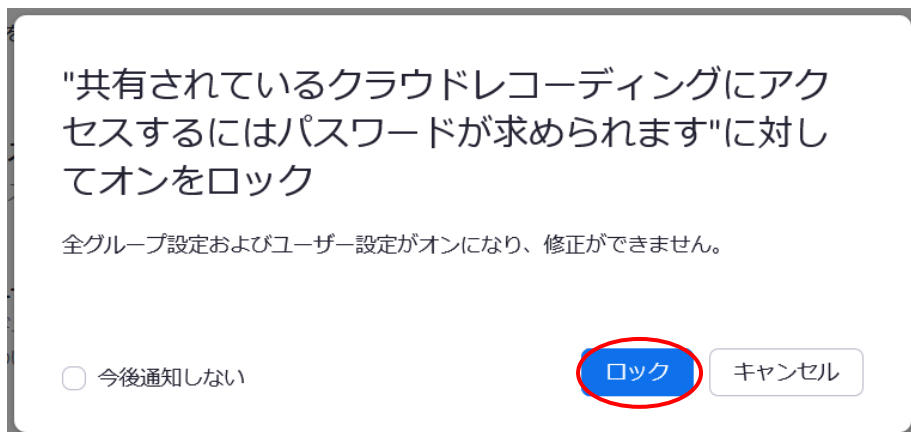 "共有されているクラウドレコーディングにアク
セスするにはパスワードが求められます"に対し
てオンをロック
全グループ設定およびユーザー設定がオンになり、修正ができません。
今後通知しない
ロック
キャンセル